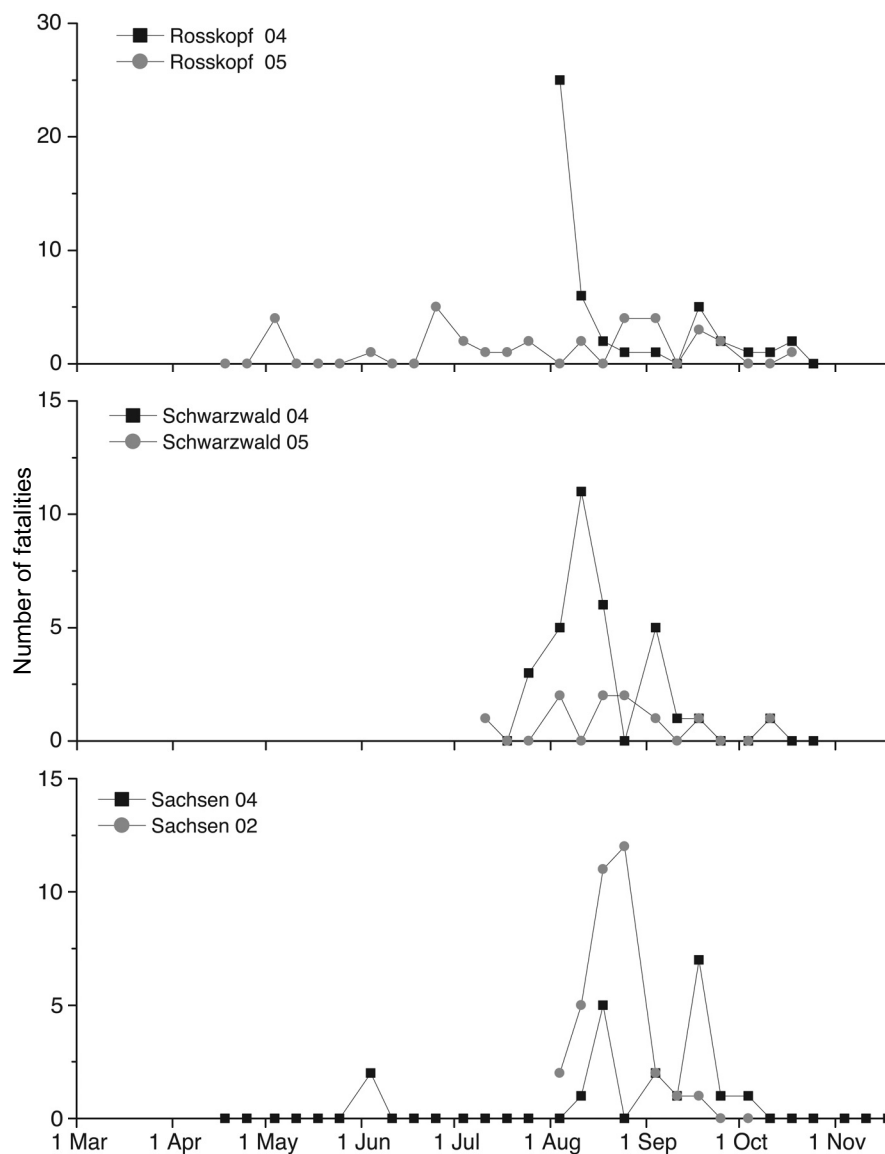 30
Rosskopf 04
Rosskopf 05
20
10
0
15
Schwarzwald 04
Schwarzwald 05
10
5
0
Number of fatalities
15
Sachsen 04
Sachsen 02
10
5
0
1 Mar 1 Apr 1 May 1 Jun 1 Jul 1 Aug 1 Sep 1 Oct 1 Nov